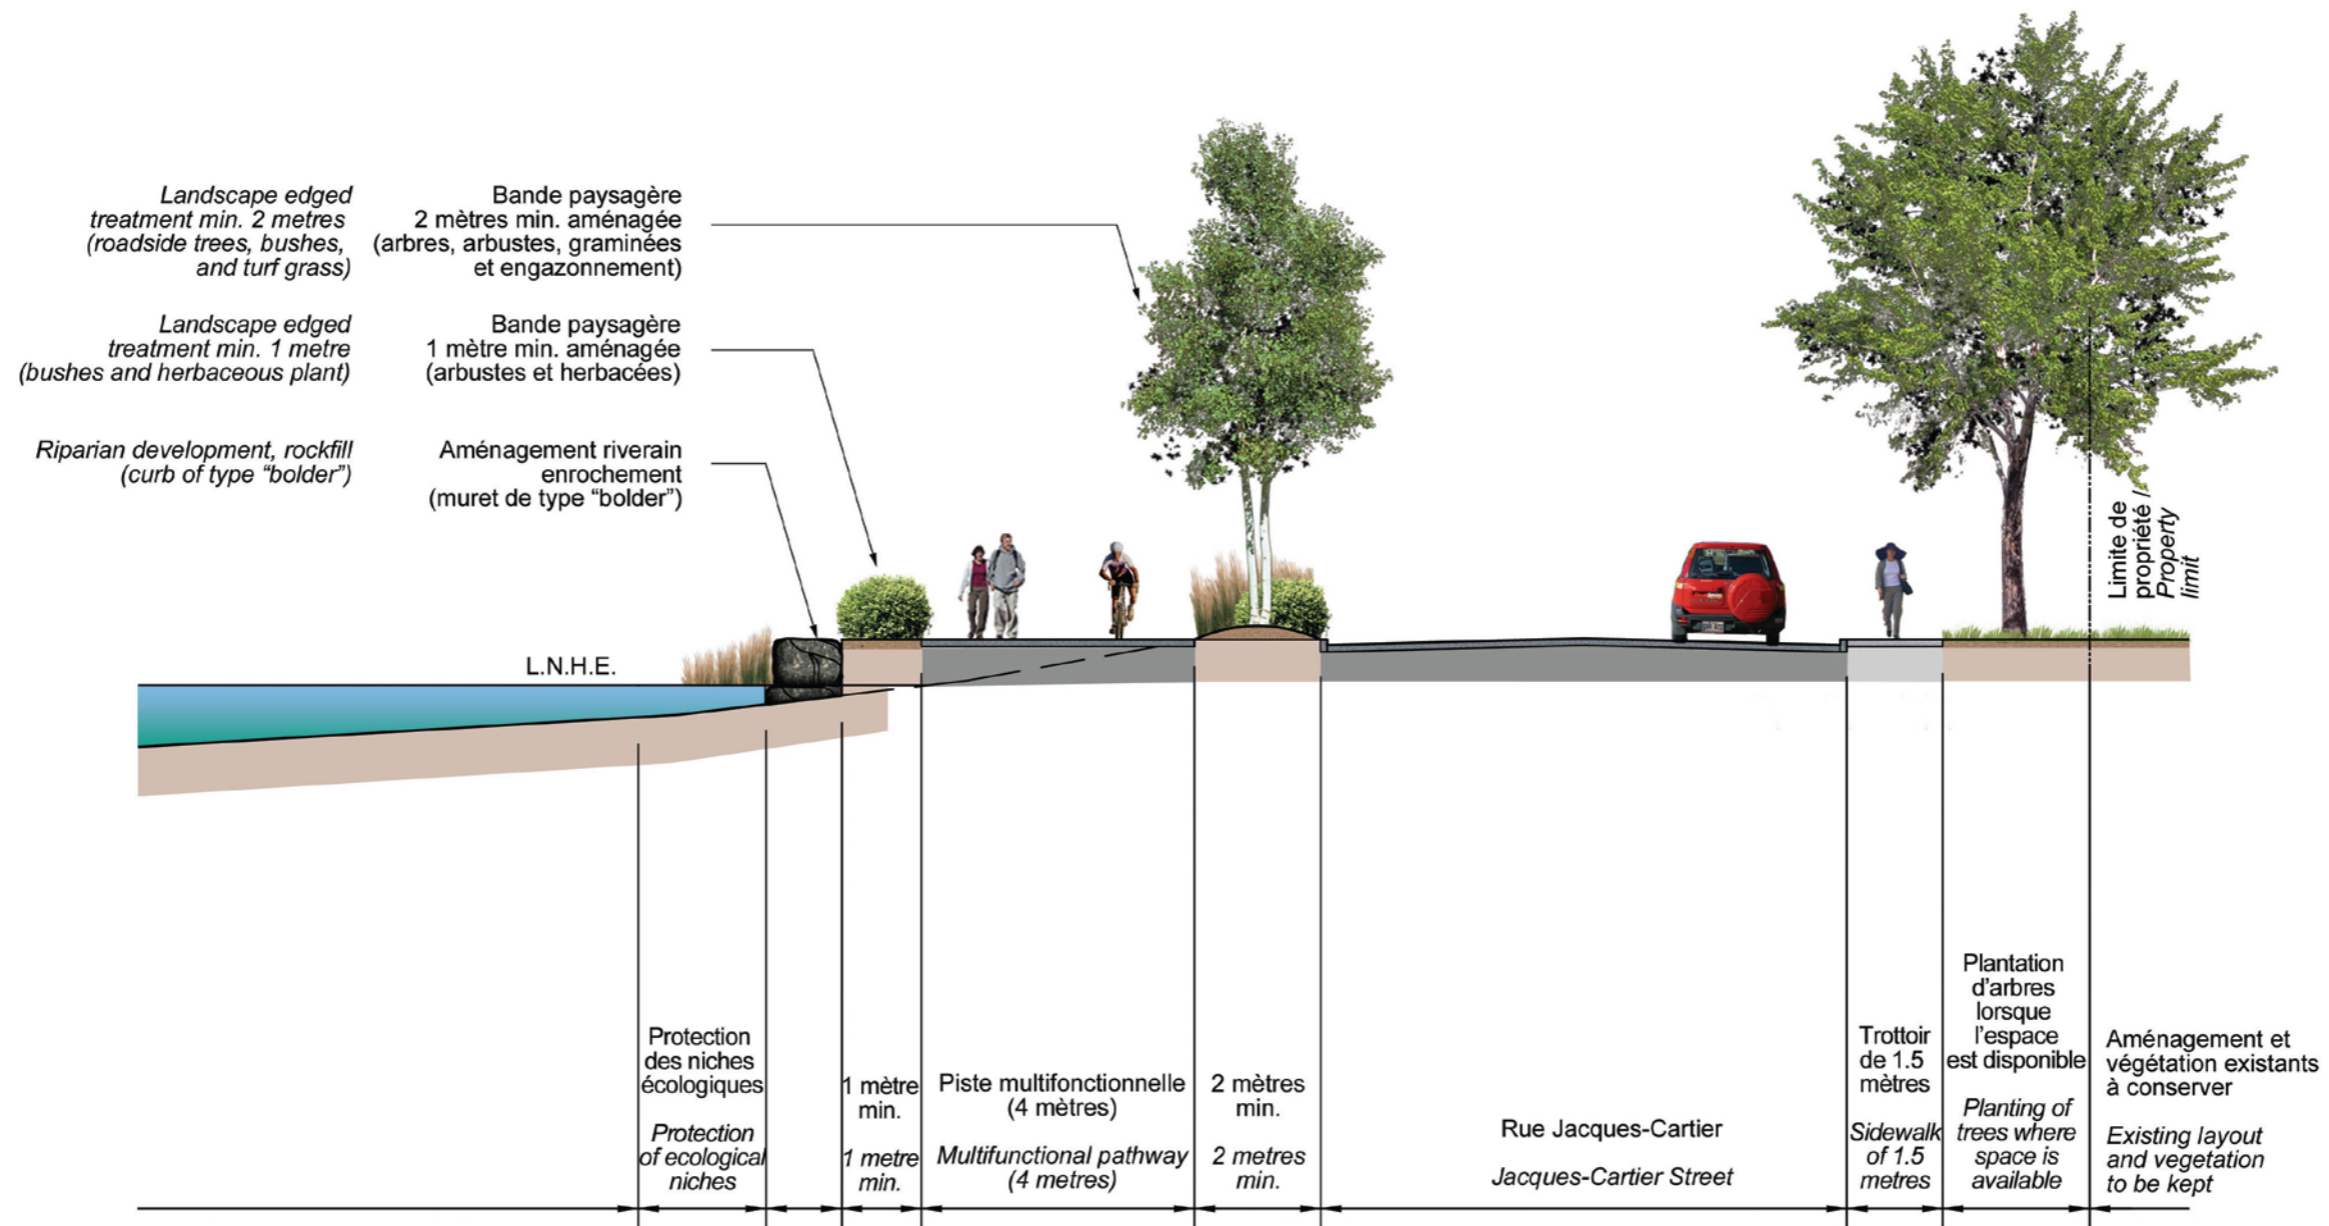 Landscape edged
treatment min. 2 metres
(roadside trees, bushes,
and turf grass)
Bande paysagère
2 mètres min. aménagée
(arbres, arbustes, graminées
et engazonnement)
Landscape edged
treatment min. 1 metre
(bushes and herbaceous plant)
Bande paysagère
1 mètre min. aménagée
(arbustes et herbacées)
Riparian development, rockfill
(curb of type “bolder”)
Aménagement riverain
enrochement
(muret de type “bolder”)
Limite de
propriété /
Property
limit
L.N.H.E.
Protection
des niches
écologiques
Protection
of ecological
niches
1 mètre
min.
1 metre
min.
Piste multifonctionnelle
(4 mètres)
Multifunctional pathway
(4 metres)
2 mètres
min.
2 metres
min.
Rue Jacques-Cartier
Jacques-Cartier Street
Trottoir
de 1.5
mètres
Sidewalk
of 1.5
metres
Plantation
d'arbres
lorsque
l'espace
est disponible
Planting of
trees where
space is
available
Aménagement et
végétation existants
à conserver
Existing layout
and vegetation
to be kept